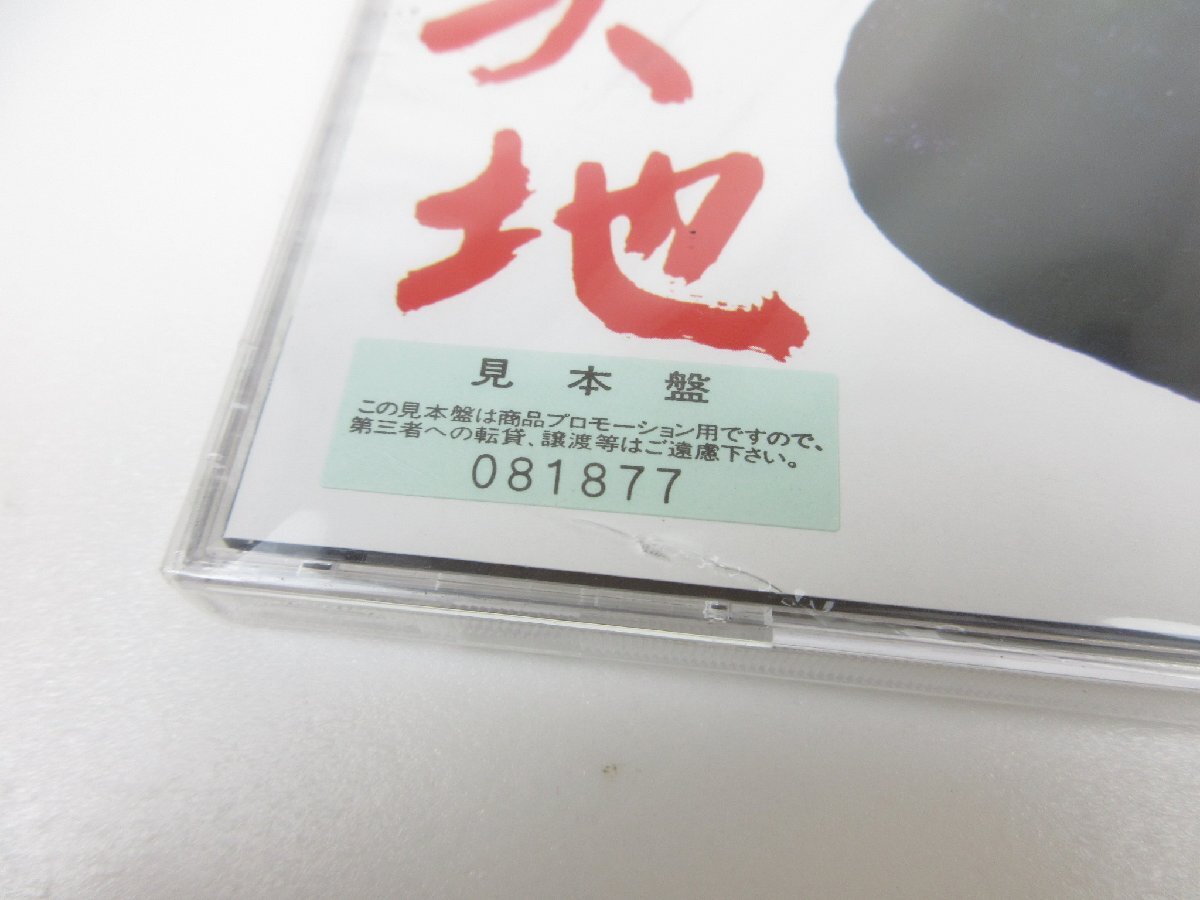 地
見本盤
この見本盤は商品プロモーション用ですので、
第三者への転貸、譲渡等はご遠慮下さい。
081877